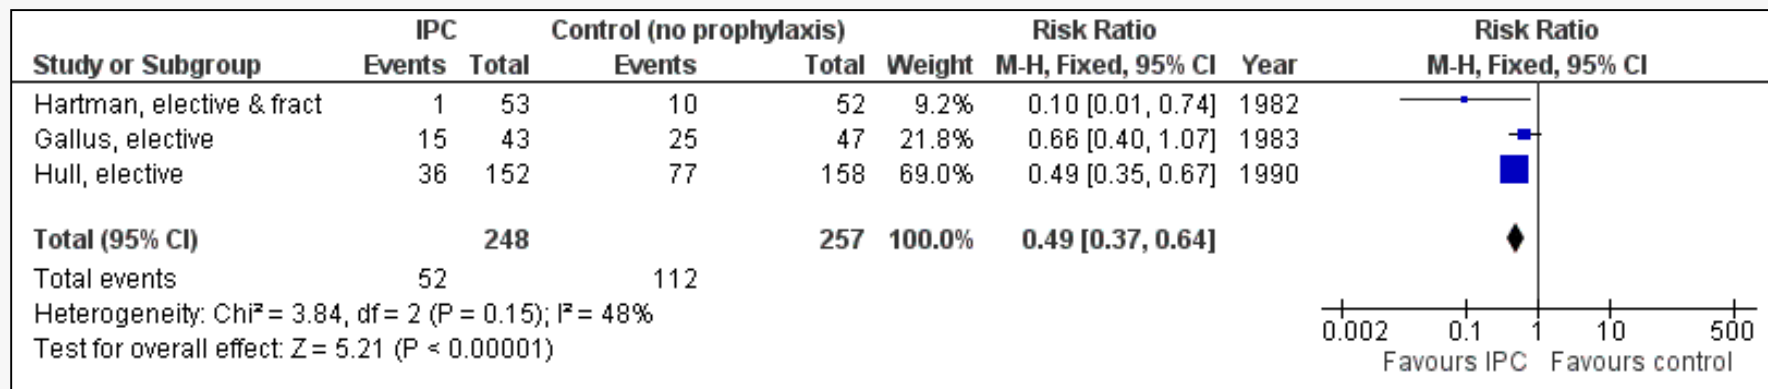 IPC Control (no prophylaxis) Risk Ratio Risk Ratio
Study or Subgroup Events Total Events Total Weight M-H, Fixed, 95% CI Year M-H, Fixed, 95% CI
Hartman, elective & fract 1 53 10 52 9.2% 0.10 [0.01, 0.74] 1982
Gallus, elective 15 43 25 47 21.8% 0.66 [0.40, 1.07] 1983
Hull, elective 36 152 77 158 69.0% 0.49 [0.35, 0.67] 1990
Total (95% CI) 248 257 100.0% 0.49 [0.37, 0.64]
Total events 52 112
Heterogeneity: Chi² = 3.84, df = 2 (P = 0.15); I² = 48%
Test for overall effect: Z = 5.21 (P < 0.00001)
0.002 0.1 1 10 500
Favours IPC Favours control